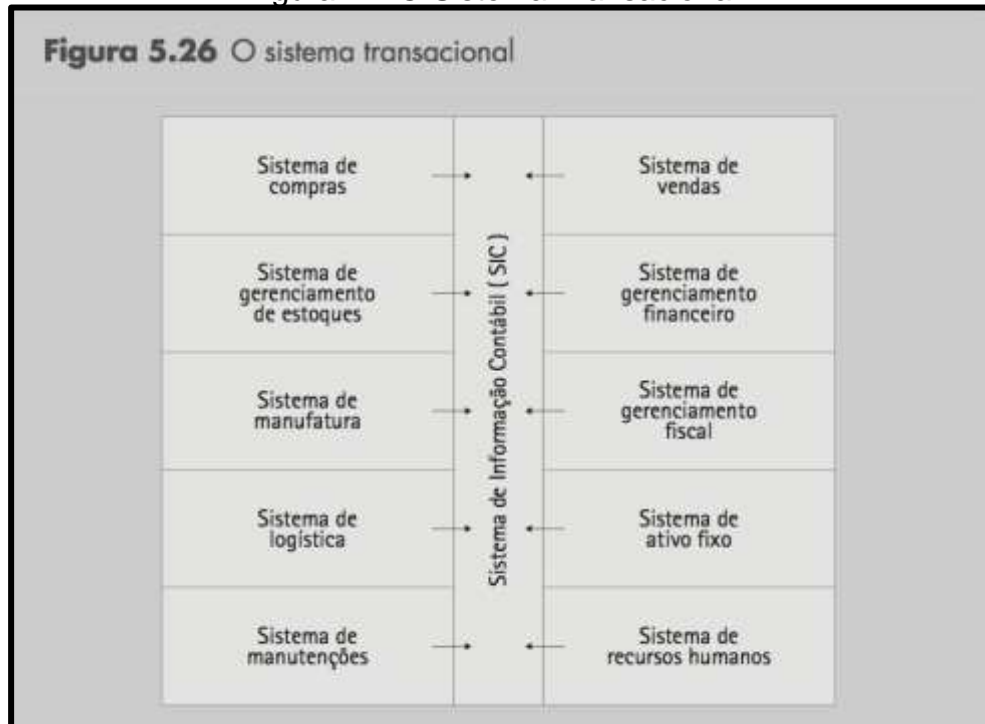 Figura 5.26 O sistema transacional
Sistema de
compras
Sistema de
vendas
Sistema de
gerenciamento
de estoques
Sistema de
gerenciamento
financeiro
Sistema de
manufatura
Sistema de
gerenciamento
fiscal
Sistema de
logística
Sistema de
ativo fixo
Sistema de
manutenções
Sistema de
recursos humanos
Sistema de Informação Contábil ( SIC )